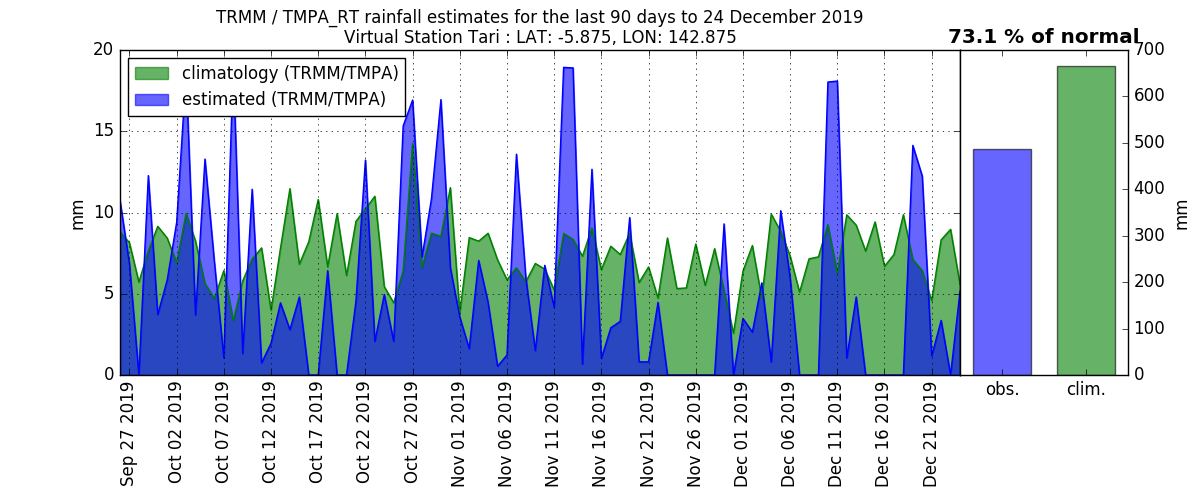 TRMM / TMPA_RT rainfall estimates for the last 90 days to 24 December 2019
Virtual Station Tari : LAT: -5.875, LON: 142.875
73.1 % of normal
climatology (TRMM/TMPA)
estimated (TRMM/TMPA)
mm
20
15
10
5
0
700
600
500
400
300
200
100
0
mm
Sep 27 2019
Oct 02 2019
Oct 07 2019
Oct 12 2019
Oct 17 2019
Oct 22 2019
Oct 27 2019
Nov 01 2019
Nov 06 2019
Nov 11 2019
Nov 16 2019
Nov 21 2019
Nov 26 2019
Dec 01 2019
Dec 06 2019
Dec 11 2019
Dec 16 2019
Dec 21 2019
obs.
clim.